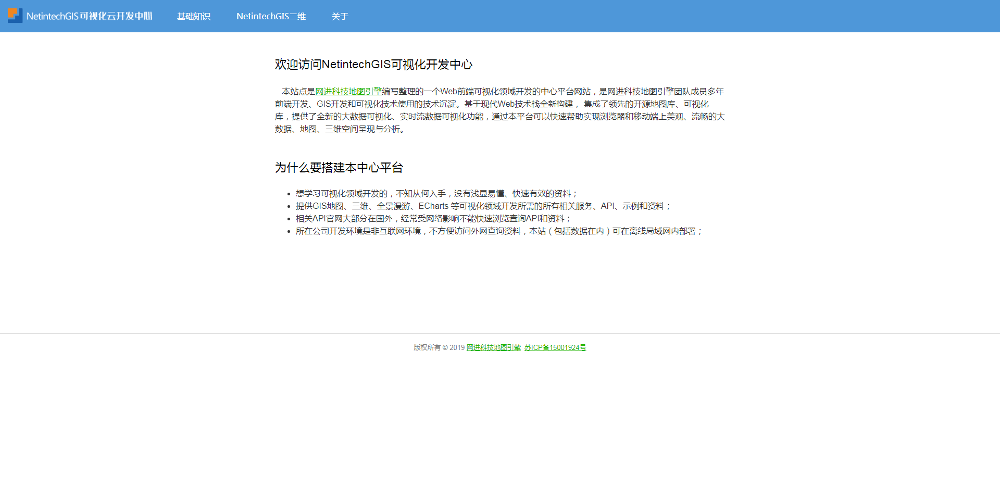 NetintechGIS可视化云开发中心
基础知识
NetintechGIS二维
关于
欢迎访问NetintechGIS可视化开发中心
本站点是网进科技地图引擎编写整理的一个Web前端可视化领域开发的中心平台网站，是网进科技地图引擎团队成员多年
前端开发、GIS开发和可视化技术使用的技术沉淀。基于现代Web技术栈全新构建， 集成了领先的开源地图库、可视化
库，提供了全新的大数据可视化、实时流数据可视化功能，通过本平台可以快速帮助实现浏览器和移动端上美观、流畅的大
数据、地图、三维空间呈现与分析。
为什么要搭建本中心平台
• 想学习可视化领域开发的，不知从何入手，没有浅显易懂、快速有效的资料；
• 提供GIS地图、三维、全景漫游、ECharts 等可视化领域开发所需的所有相关服务、API、示例和资料；
• 相关API官网大部分在国外，经常受网络影响不能快速浏览查询API和资料；
• 所在公司开发环境是非互联网环境，不方便访问外网查询资料，本站（包括数据在内）可在离线局域网内部署；
版权所有 © 2019 网进科技地图引擎 苏ICP备15001924号